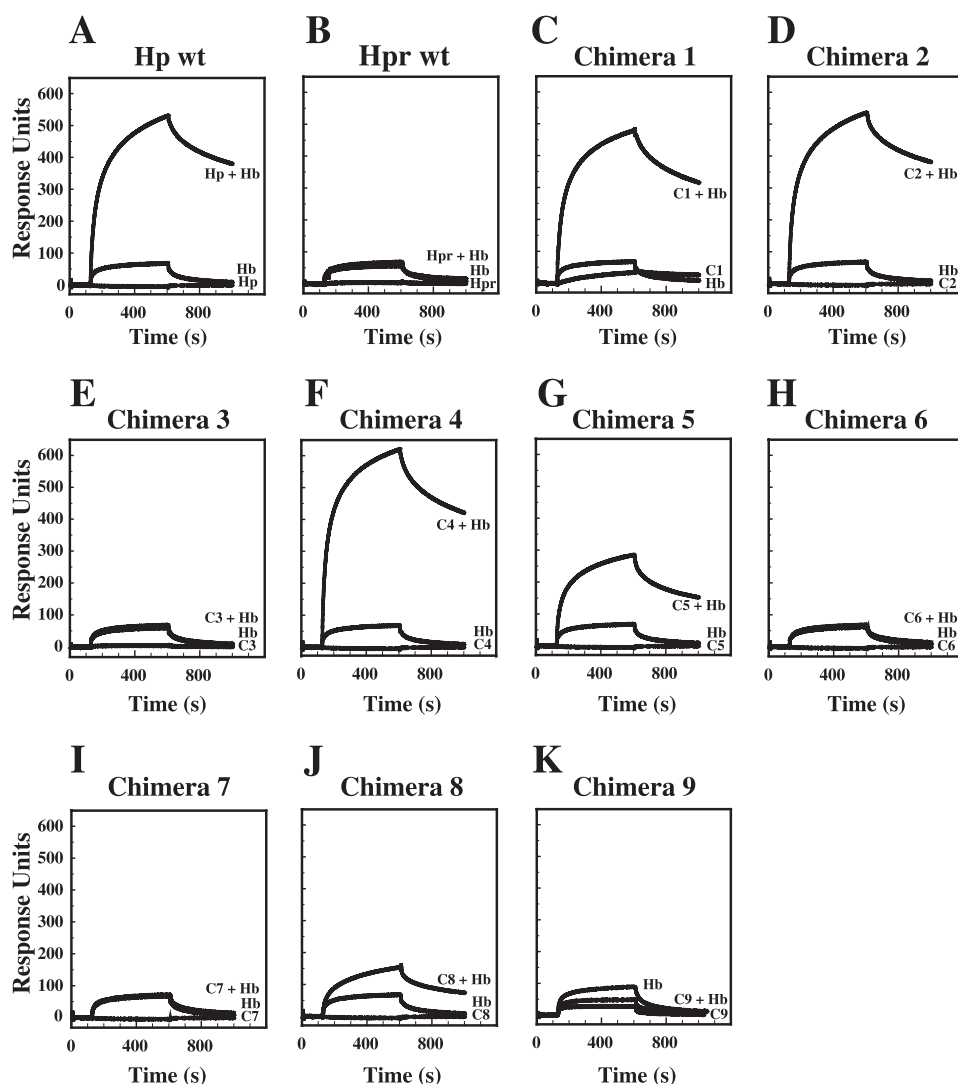 A
Hp wt
B
Hpr wt
C
Chimera 1
D
Chimera 2
Response Units
600
500
400
300
200
100
0
Hp + Hb
Hb
Hp
Hpr + Hb
Hb
Hpr
C1 + Hb
C1
Hb
C2 + Hb
Hb
C2
0 400 800
0 400 800
0 400 800
0 400 800
Time (s)
Time (s)
Time (s)
Time (s)
E
Chimera 3
F
Chimera 4
G
Chimera 5
H
Chimera 6
Response Units
600
500
400
300
200
100
0
C3 + Hb
Hb
C3
C4 + Hb
Hb
C4
C5 + Hb
Hb
C5
C6 + Hb
Hb
C6
0 400 800
0 400 800
0 400 800
0 400 800
Time (s)
Time (s)
Time (s)
Time (s)
I
Chimera 7
J
Chimera 8
K
Chimera 9
Response Units
600
500
400
300
200
100
0
C7 + Hb
Hb
C7
C8 + Hb
Hb
C8
Hb
C9 + Hb
C9
0 400 800
0 400 800
0 400 800
Time (s)
Time (s)
Time (s)